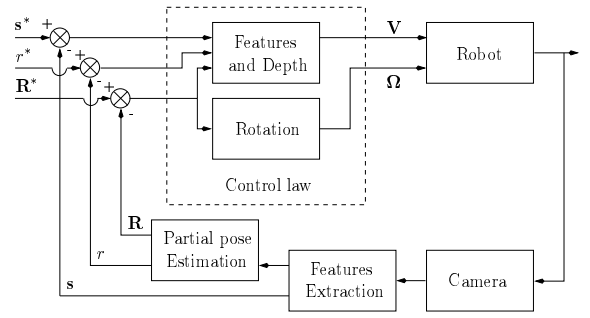 s* +
-
r* +
-
R* +
-
Features
and Depth
V
Robot
Ω
Rotation
Control law
R
Partial pose
Estimation
r
Features
Extraction
Camera
s